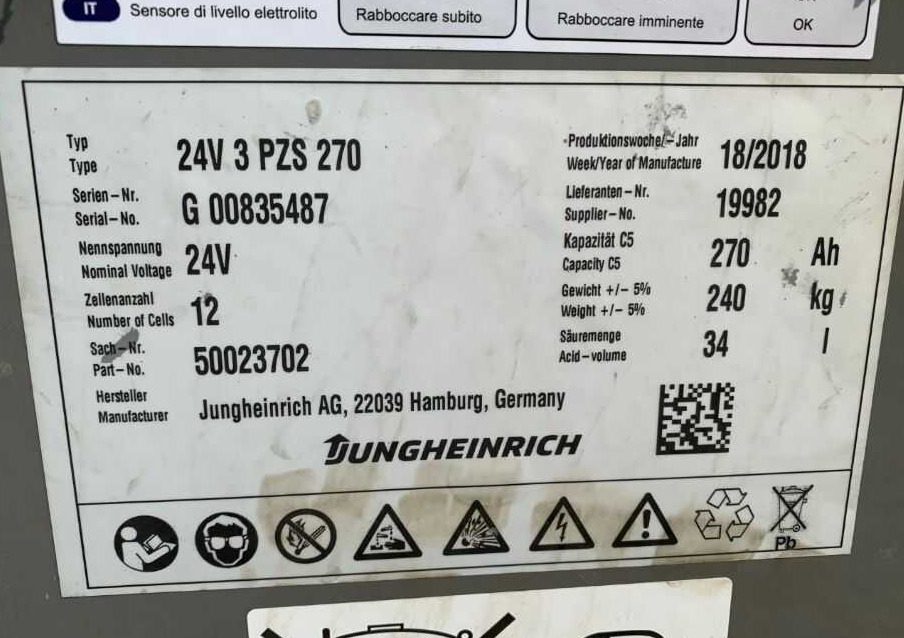 IT Sensore di livello elettrolito Rabboccare subito Rabboccare imminente OK
Typ
Type 24V 3 PZS 270
Produktionswoche/-Jahr
Week/Year of Manufacture 18/2018
Serien-Nr.
Serial-No. G 00835487
Lieferanten-Nr.
Supplier-No. 19982
Nennspannung
Nominal Voltage 24V
Kapazität C5
Capacity C5 270 Ah
Zellenanzahl
Number of Cells 12
Gewicht +/- 5%
Weight +/- 5% 240 kg
Sach-Nr.
Part-No. 50023702
Säuremenge
Acid-volume 34 l
Hersteller
Manufacturer Jungheinrich AG, 22039 Hamburg, Germany
JUNGHEINRICH
Pb